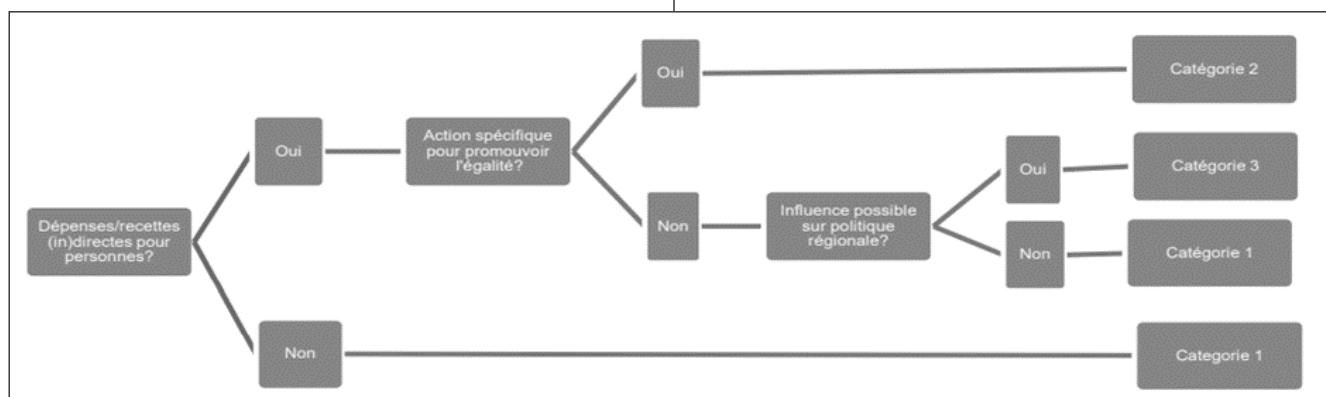 Dépenses/recettes
(in)directes pour
personnes?
Oui
Non
Action spécifique
pour promouvoir
l'égalité?
Oui
Non
Influence possible
sur politique
régionale?
Oui
Non
Catégorie 2
Catégorie 3
Catégorie 1
Categorie 1